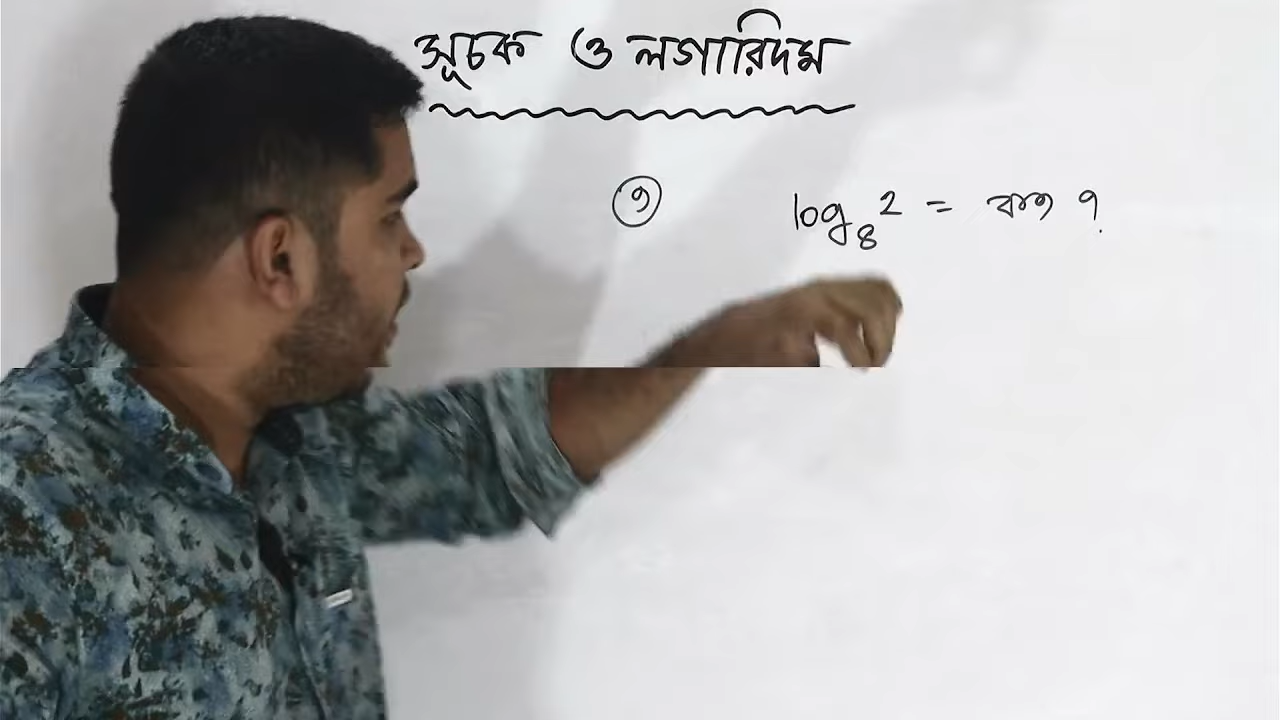 সূচক ও লগারিদম
৩ log₈2 = কত ?